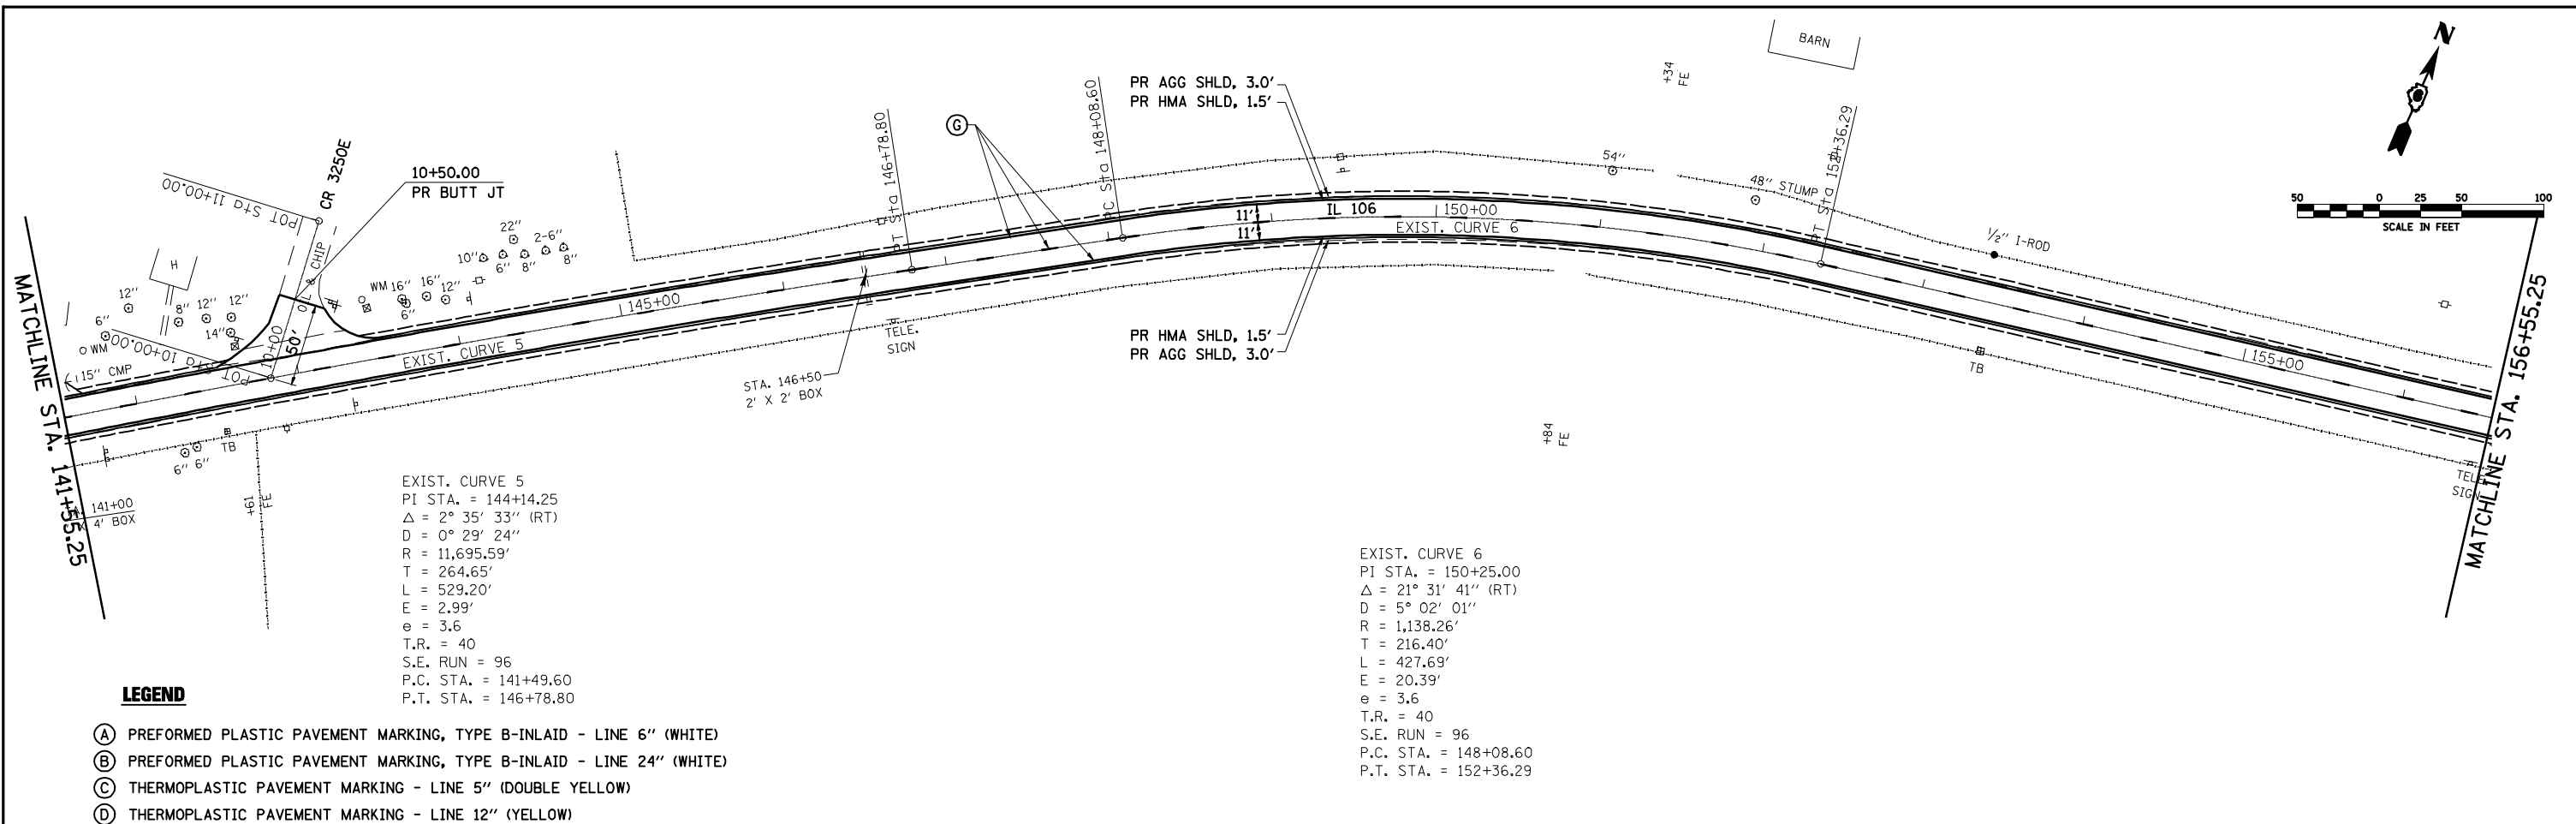 BARN
N
+34
FE
PR AGG SHLD, 3.0'
PR HMA SHLD, 1.5'
G
PT Sta 146+78.80
PC Sta 148+08.60
PT Sta 152+36.29
54"
48" STUMP
1/2" I-ROD
50 0 25 50 100
SCALE IN FEET
CR 3250E
POT Sta 11+00.00
10+50.00
PR BUTT JT
OIL & CHIP
H
22"
2-6"
10"
6"
8"
8"
WM
16"
16"
12"
6"
12"
6"
8"
12"
12"
14"
WM
POT Sta 10+00.00
10+00
50'
15" CMP
11'
11'
IL 106
150+00
EXIST. CURVE 6
145+00
EXIST. CURVE 5
155+00
MATCHLINE STA. 141+55.25
MATCHLINE STA. 156+55.25
TELE.
SIGN
STA. 146+50
2' X 2' BOX
PR HMA SHLD, 1.5'
PR AGG SHLD, 3.0'
TB
TB
6" 6"
+61
FE
+84
FE
TELE.
SIGN
141+00
4' BOX
EXIST. CURVE 5
PI STA. = 144+14.25
Δ = 2° 35' 33" (RT)
D = 0° 29' 24"
R = 11,695.59'
T = 264.65'
L = 529.20'
E = 2.99'
e = 3.6
T.R. = 40
S.E. RUN = 96
P.C. STA. = 141+49.60
P.T. STA. = 146+78.80
EXIST. CURVE 6
PI STA. = 150+25.00
Δ = 21° 31' 41" (RT)
D = 5° 02' 01"
R = 1,138.26'
T = 216.40'
L = 427.69'
E = 20.39'
e = 3.6
T.R. = 40
S.E. RUN = 96
P.C. STA. = 148+08.60
P.T. STA. = 152+36.29
LEGEND
A PREFORMED PLASTIC PAVEMENT MARKING, TYPE B-INLAID - LINE 6" (WHITE)
B PREFORMED PLASTIC PAVEMENT MARKING, TYPE B-INLAID - LINE 24" (WHITE)
C THERMOPLASTIC PAVEMENT MARKING - LINE 5" (DOUBLE YELLOW)
D THERMOPLASTIC PAVEMENT MARKING - LINE 12" (YELLOW)